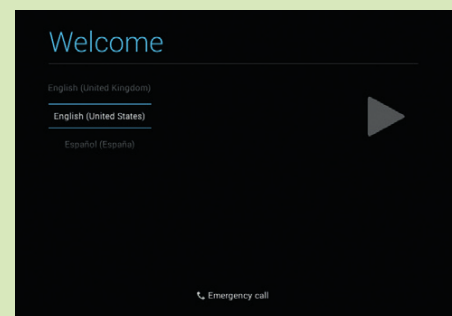 Welcome
English (United Kingdom)
English (United States)
Español (España)
Emergency call